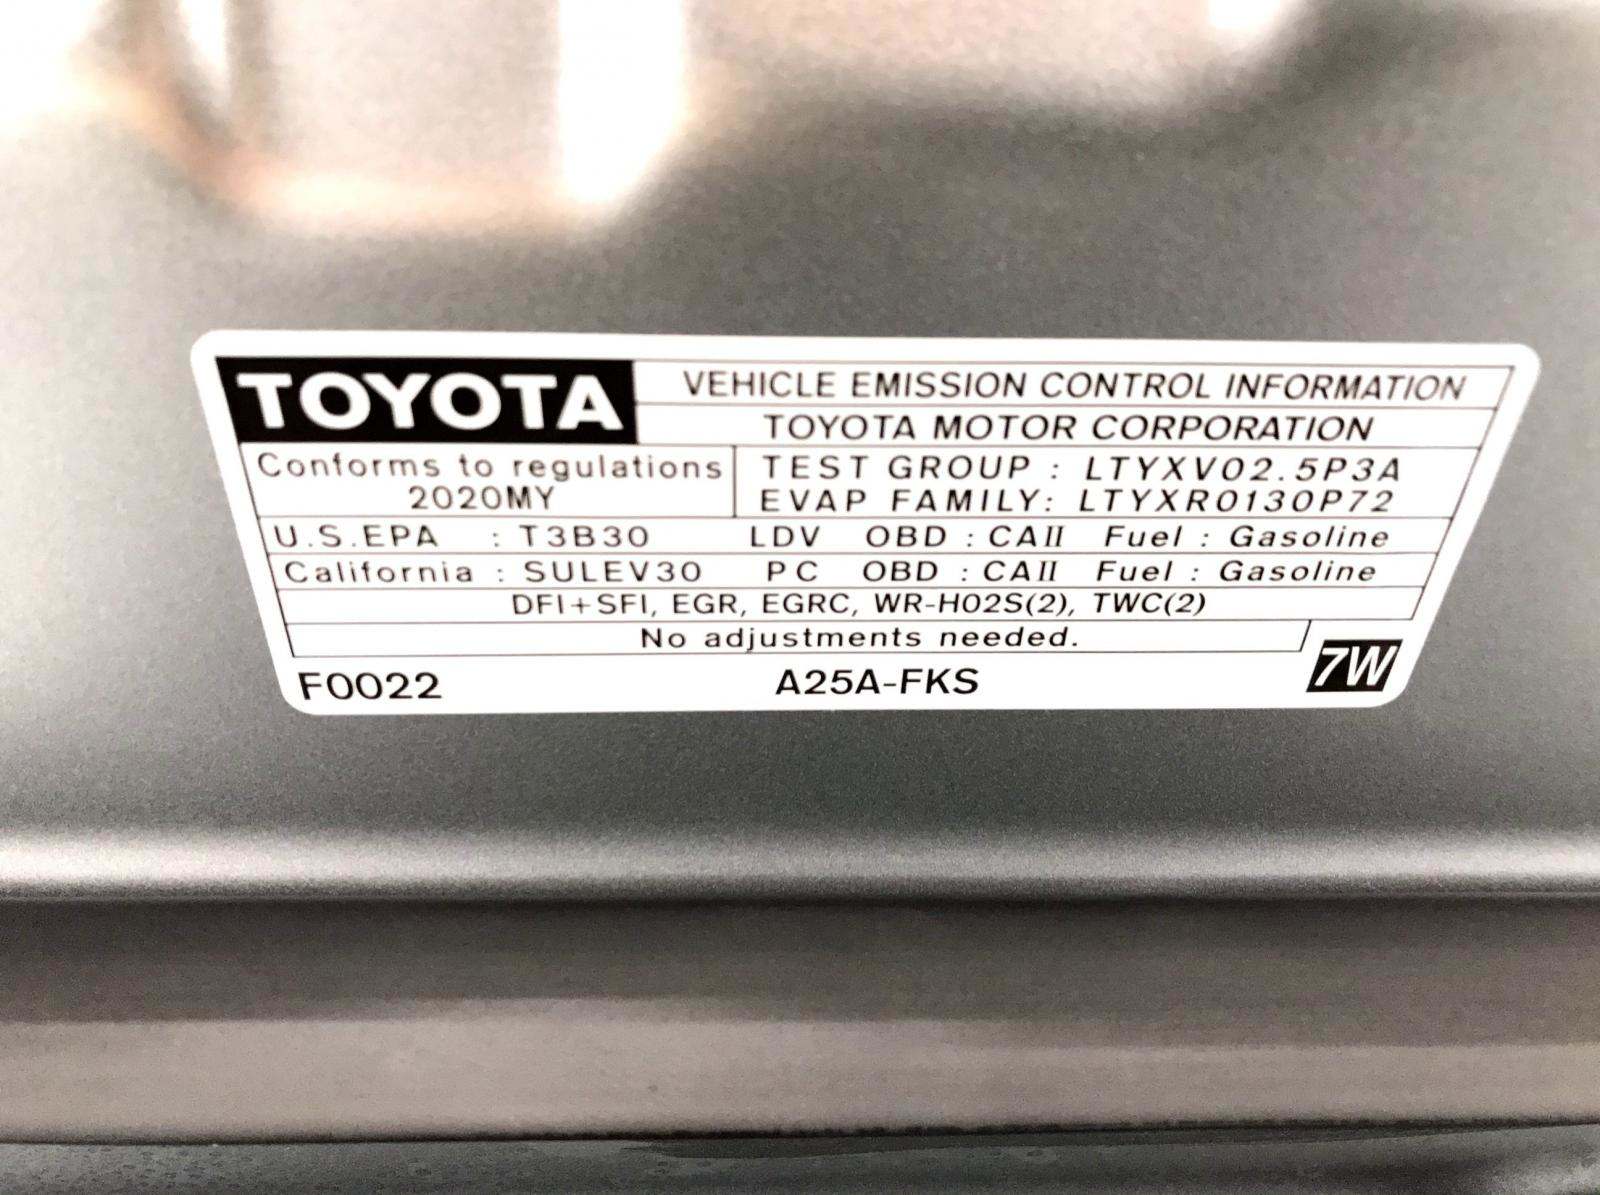 TOYOTA VEHICLE EMISSION CONTROL INFORMATION
TOYOTA MOTOR CORPORATION
Conforms to regulations
2020MY
TEST GROUP : LTYXV02.5P3A
EVAP FAMILY: LTYXR0130P72
U.S.EPA : T3B30 LDV OBD : CAII Fuel : Gasoline
California : SULEV30 PC OBD : CAII Fuel : Gasoline
DFI+SFI, EGR, EGRC, WR-HO2S(2), TWC(2)
No adjustments needed.
F0022 A25A-FKS 7W